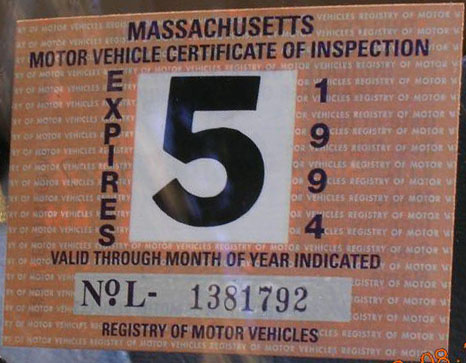 MASSACHUSETTS
MOTOR VEHICLE CERTIFICATE OF INSPECTION
EXPIRES
5
1994
VALID THROUGH MONTH OF YEAR INDICATED
No L- 1381792
REGISTRY OF MOTOR VEHICLES